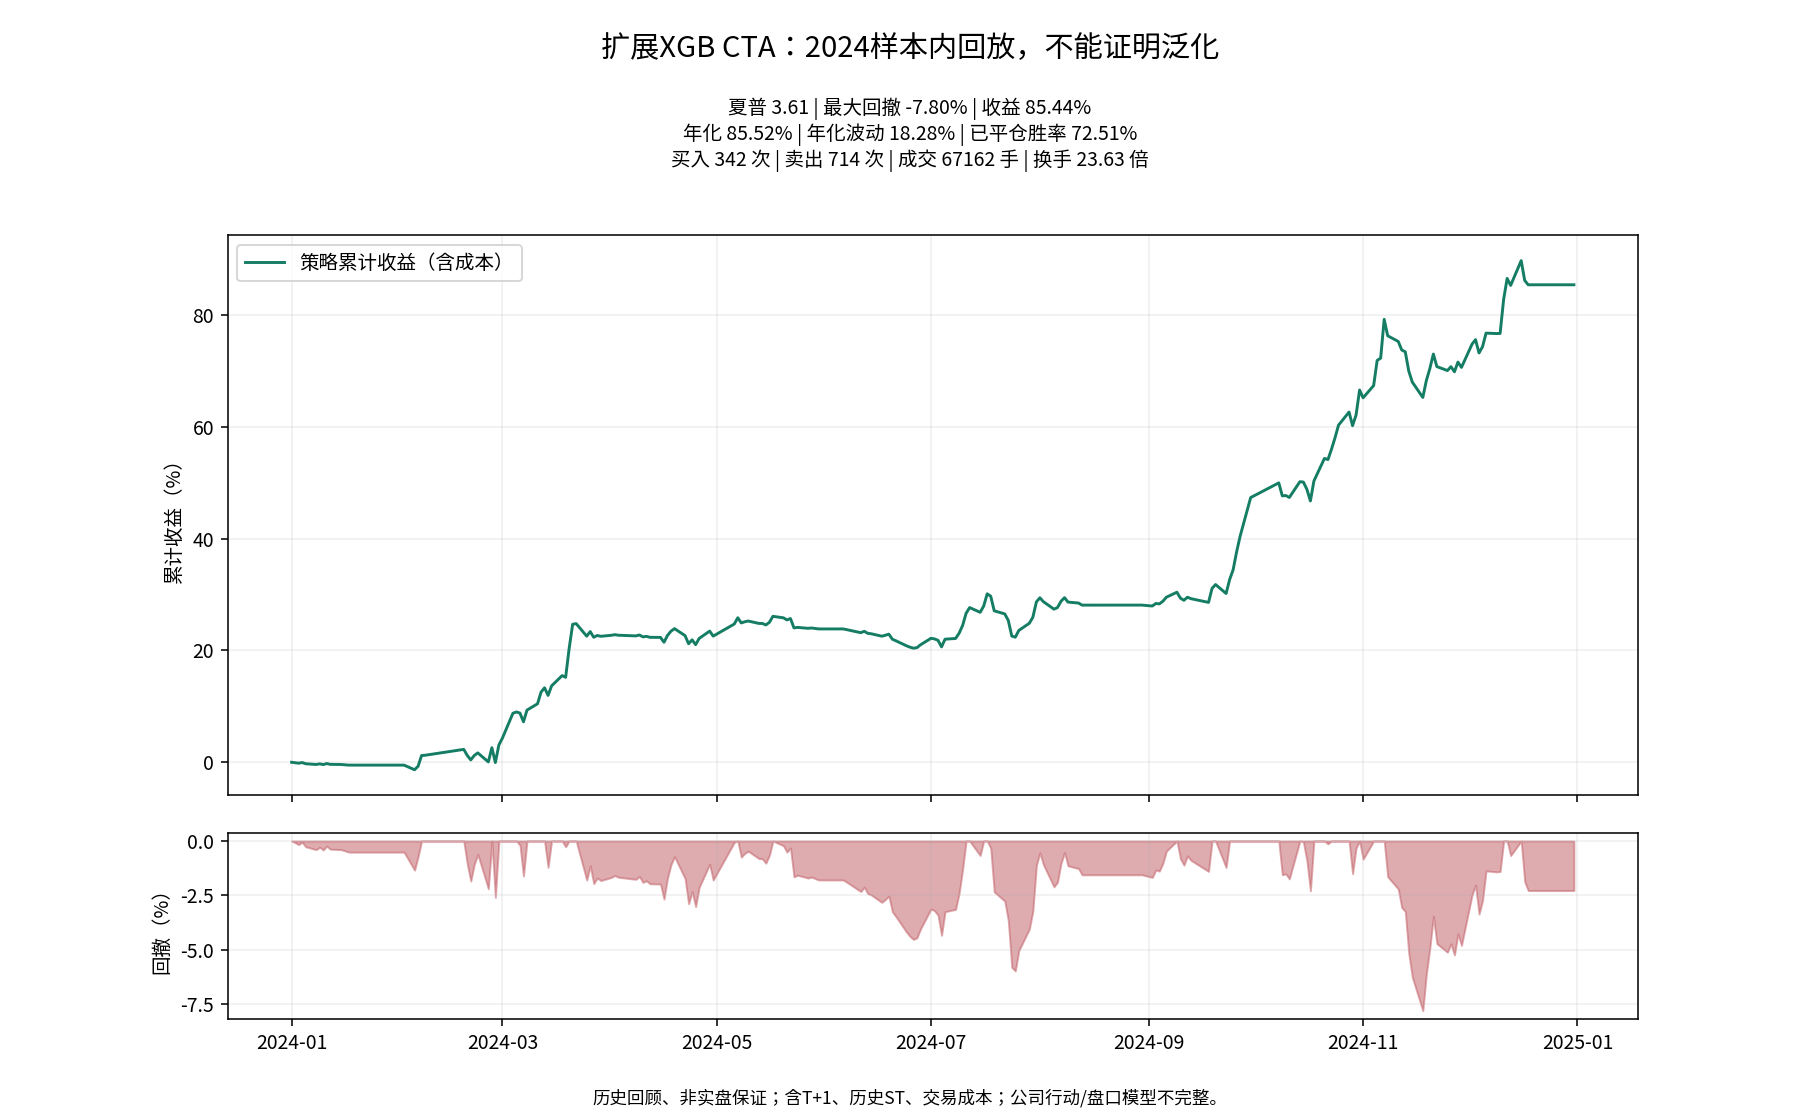 扩展XGB CTA：2024样本内回放，不能证明泛化
夏普 3.61 | 最大回撤 -7.80% | 收益 85.44%
年化 85.52% | 年化波动 18.28% | 已平仓胜率 72.51%
买入 342 次 | 卖出 714 次 | 成交 67162 手 | 换手 23.63 倍
策略累计收益（含成本）
累计收益（%）
80
60
40
20
0
回撤（%）
0.0
-2.5
-5.0
-7.5
2024-01
2024-03
2024-05
2024-07
2024-09
2024-11
2025-01
历史回顾、非实盘保证；含T+1、历史ST、交易成本；公司行动/盘口模型不完整。